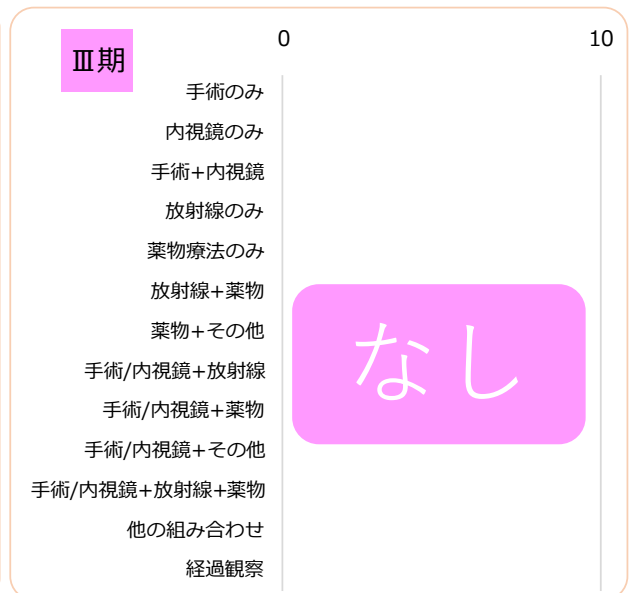 0 10
Ⅲ期
手術のみ
内視鏡のみ
手術+内視鏡
放射線のみ
薬物療法のみ
放射線+薬物
薬物+その他
手術/内視鏡+放射線
手術/内視鏡+薬物
手術/内視鏡+その他
手術/内視鏡+放射線+薬物
他の組み合わせ
経過観察
なし